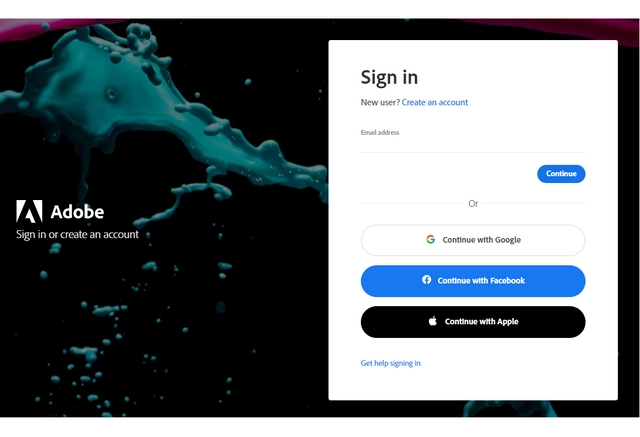 Adobe
Sign in or create an account
Sign in
New user? Create an account
Email address
Continue
Or
Continue with Google
Continue with Facebook
Continue with Apple
Get help signing in